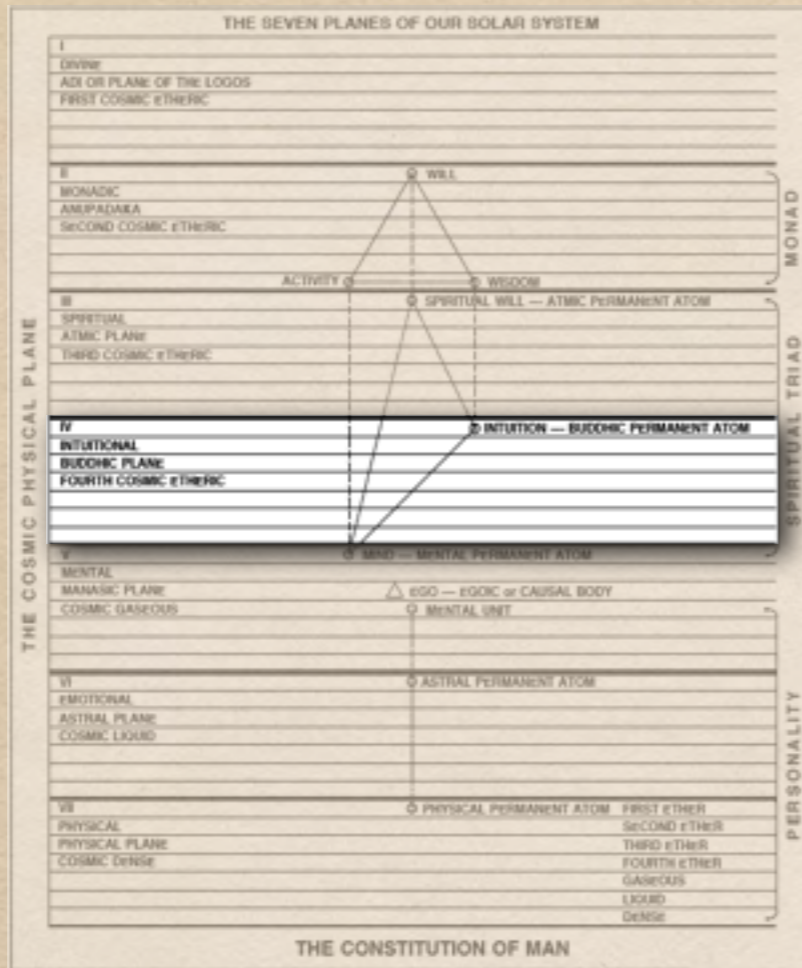 THE SEVEN PLANES OF OUR SOLAR SYSTEM
I
DIVINE
ADI OR PLANE OF THE LOGOS
FIRST COSMIC ETHERIC
II
WILL
MONADIC
ANUPADAKA
SECOND COSMIC ETHERIC
ACTIVITY
WISDOM
MONAD
III
SPIRITUAL WILL — ATMIC PERMANENT ATOM
SPIRITUAL
ATMIC PLANE
THIRD COSMIC ETHERIC
IV
INTUITION — BUDDHIC PERMANENT ATOM
INTUITIONAL
BUDDHIC PLANE
FOURTH COSMIC ETHERIC
SPIRITUAL TRIAD
V
MIND — MENTAL PERMANENT ATOM
MENTAL
MANASIC PLANE
EGO — EGOIC or CAUSAL BODY
COSMIC GASEOUS
MENTAL UNIT
VI
ASTRAL PERMANENT ATOM
EMOTIONAL
ASTRAL PLANE
COSMIC LIQUID
VII
PHYSICAL PERMANENT ATOM
FIRST ETHER
PHYSICAL
SECOND ETHER
PHYSICAL PLANE
THIRD ETHER
COSMIC DENSE
FOURTH ETHER
GASEOUS
LIQUID
DENSE
PERSONALITY
THE COSMIC PHYSICAL PLANE
THE CONSTITUTION OF MAN